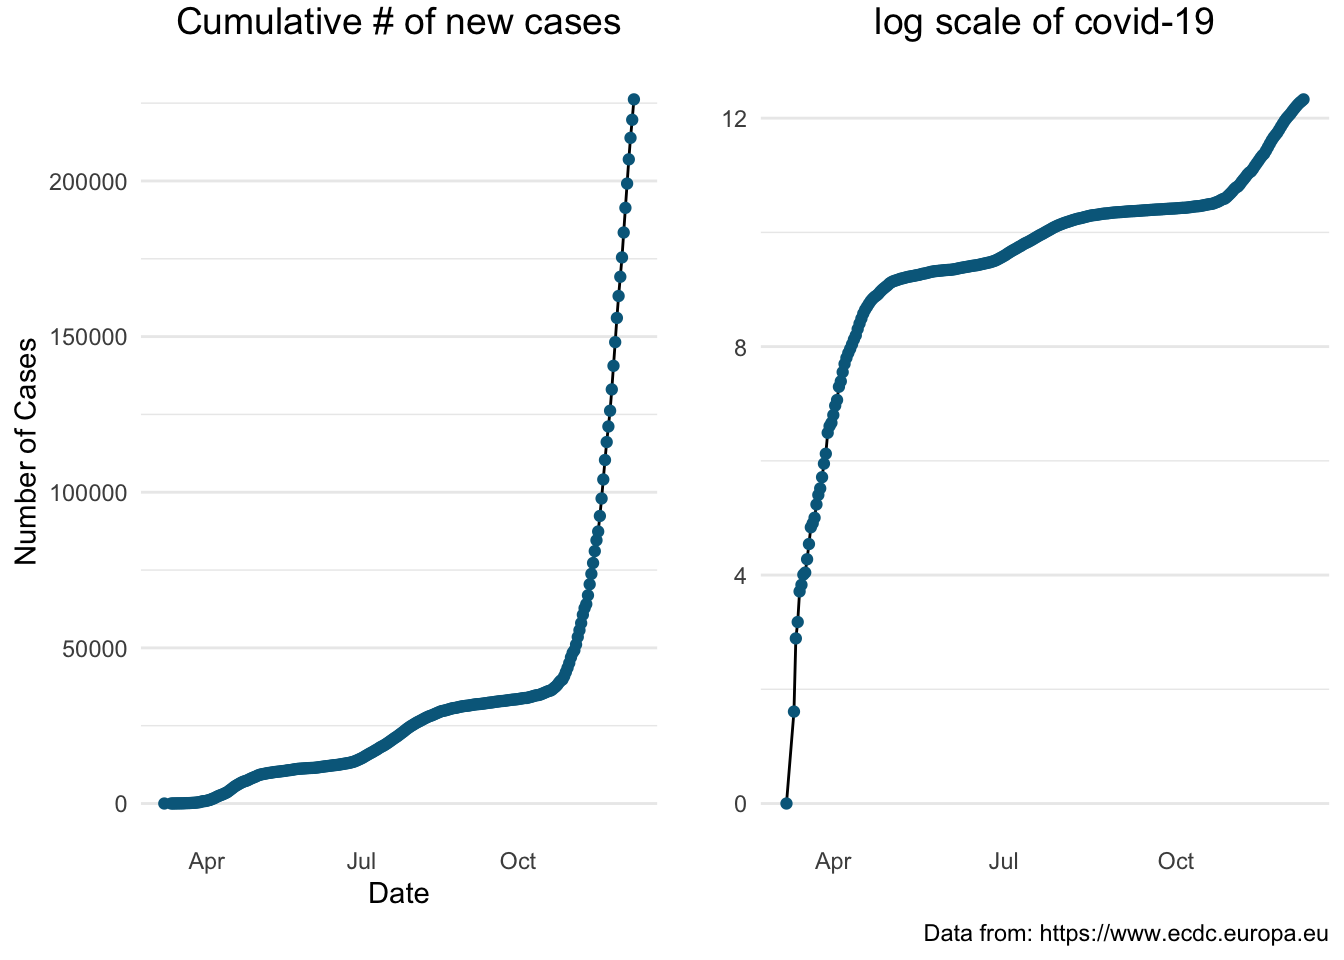 Cumulative # of new cases
Number of Cases
200000
150000
100000
50000
0
Apr Jul Oct
Date
log scale of covid-19
12
8
4
0
Apr Jul Oct
Data from: https://www.ecdc.europa.eu